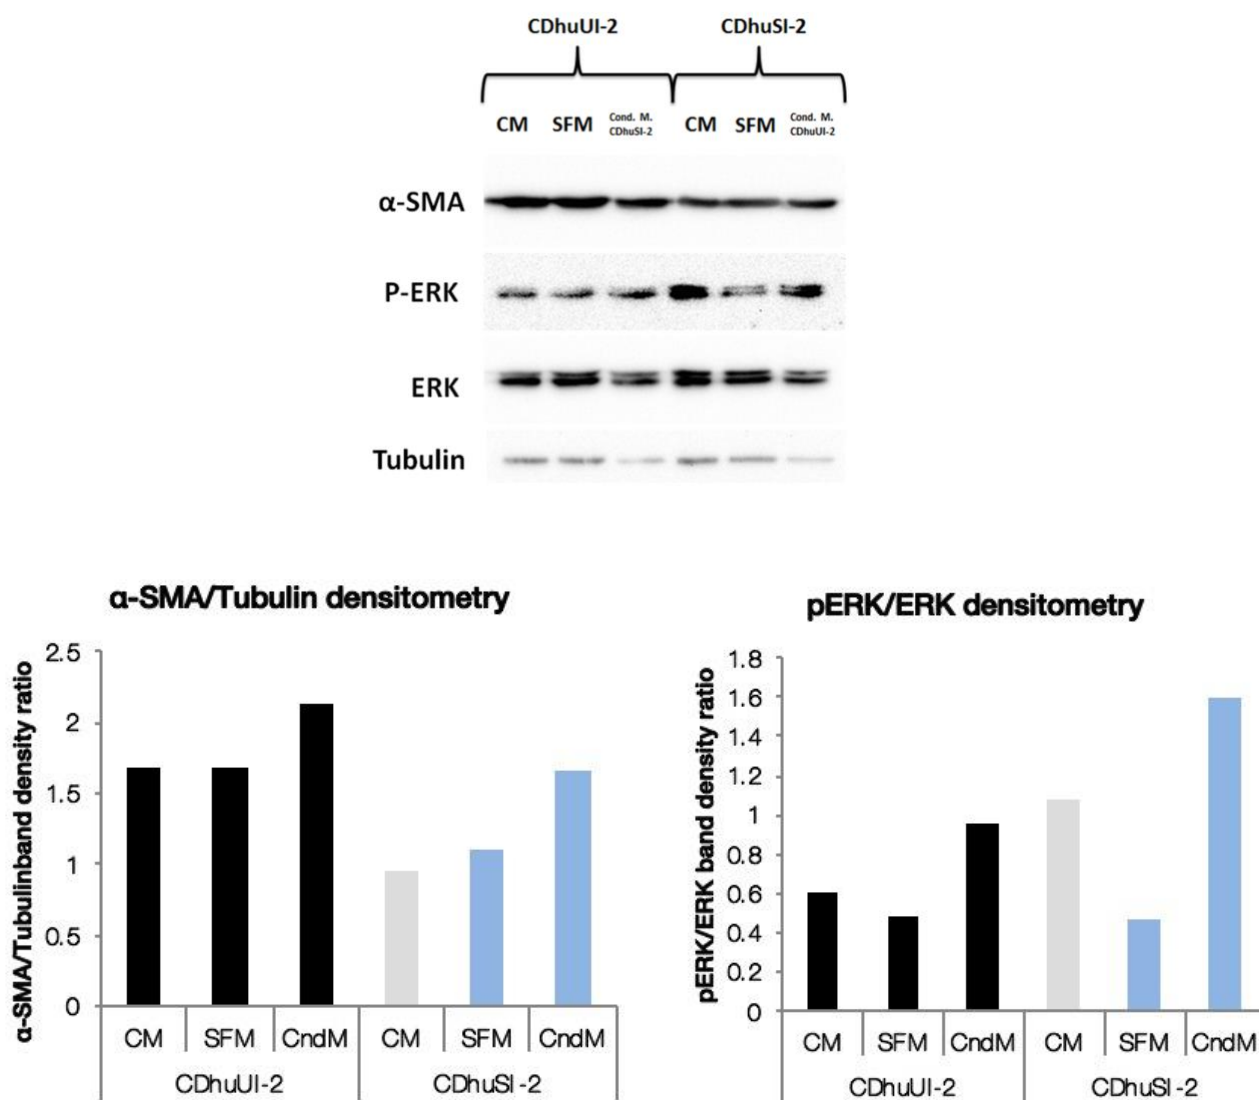 CDhuUI-2 CDhuSI-2
CM SFM Cond. M. CDhuSI-2 CM SFM Cond. M. CDhuUI-2
α-SMA
P-ERK
ERK
Tubulin
α-SMA/Tubulin densitometry
α-SMA/Tubulinband density ratio
2.5
2
1.5
1
0.5
0
CM SFM CndM CM SFM CndM
CDhuUI-2 CDhuSI-2
pERK/ERK densitometry
pERK/ERK band density ratio
1.8
1.6
1.4
1.2
1
0.8
0.6
0.4
0.2
0
CM SFM CndM CM SFM CndM
CDhuUI-2 CDhuSI-2